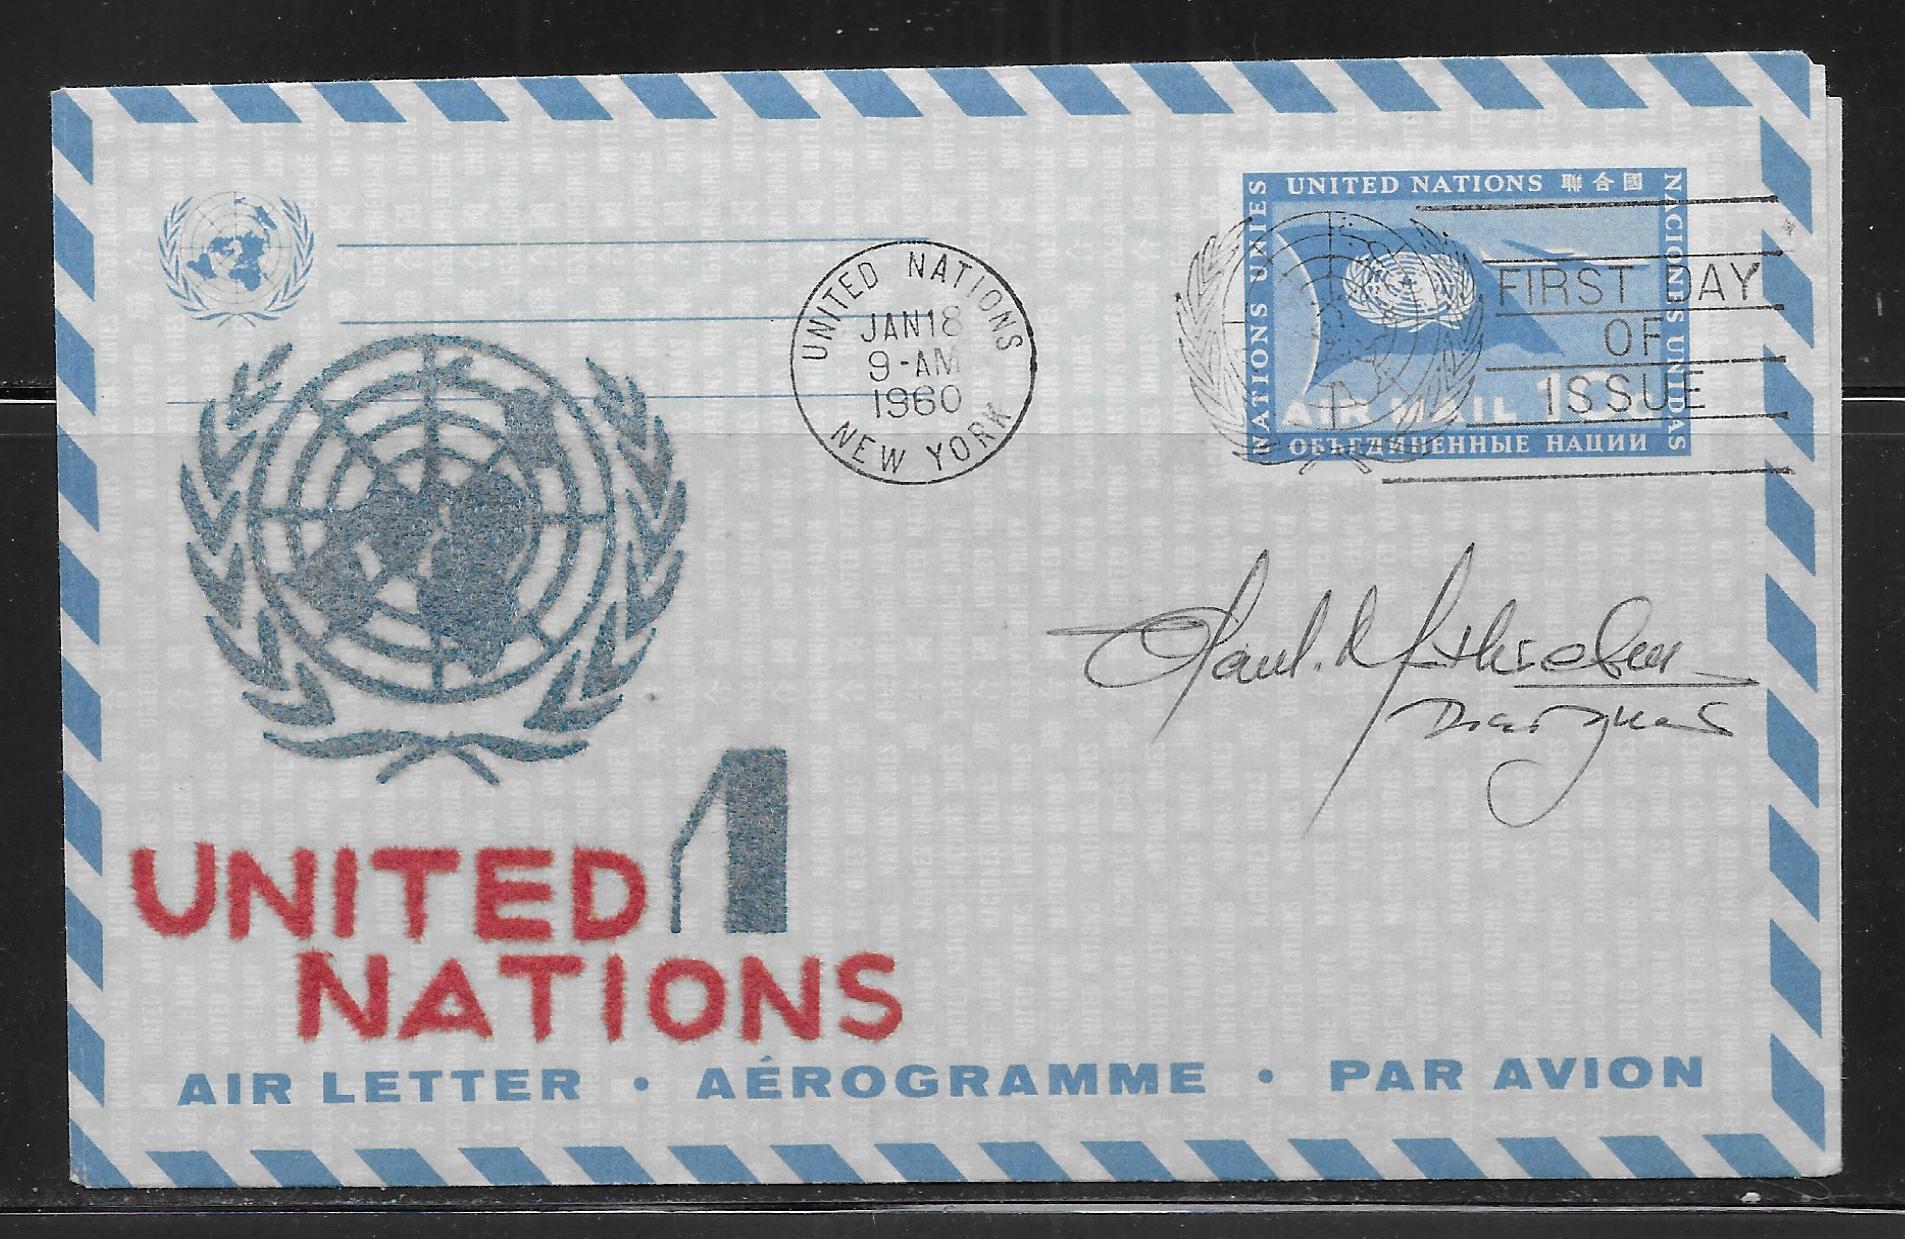 UNITED NATIONS 聯合國
NATIONS UNIES
NACIONES UNIDAS
AIR MAIL
ОБЪЕДИНЕННЫЕ НАЦИИ
UNITED NATIONS
JAN 18
9-AM
1960
NEW YORK
FIRST DAY
OF
ISSUE
Designer
UNITED
NATIONS
AIR LETTER • AÉROGRAMME • PAR AVION